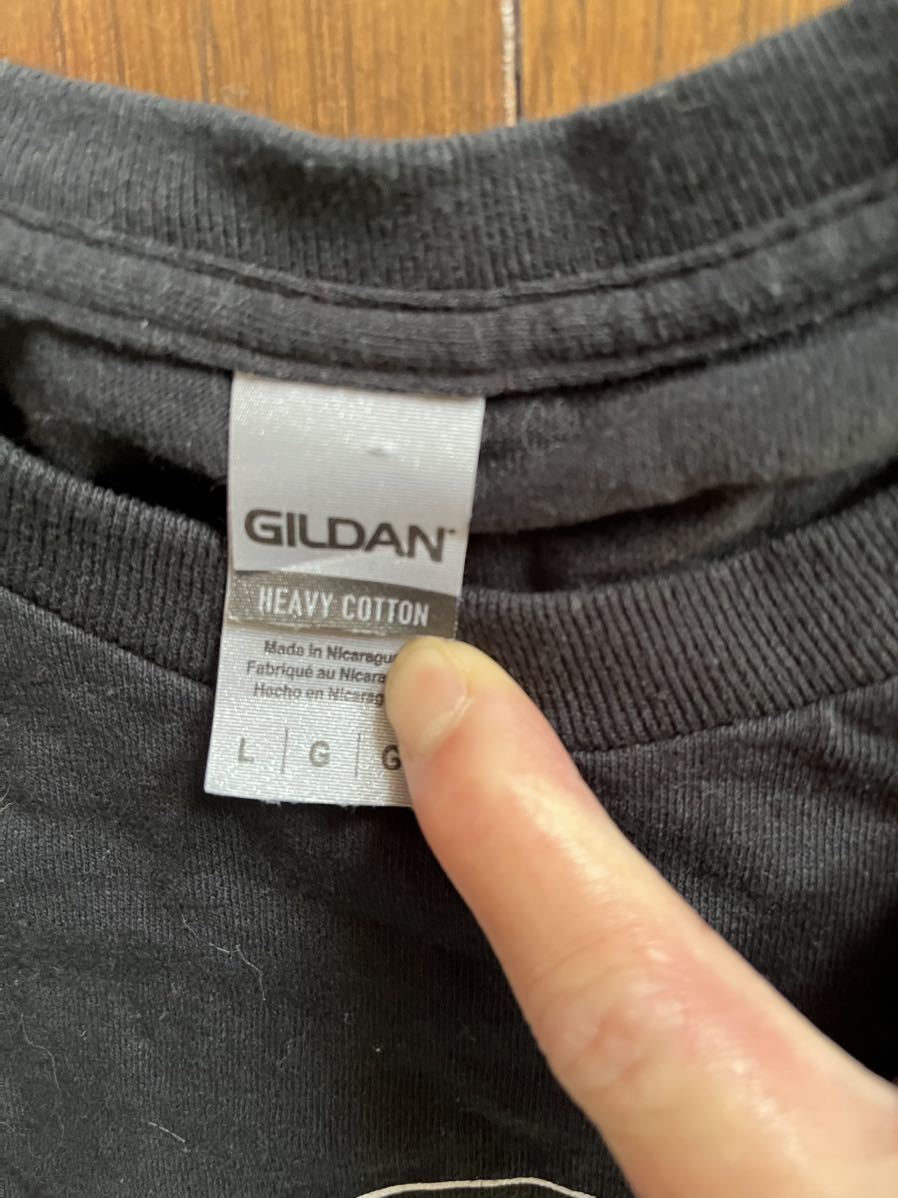 GILDAN
HEAVY COTTON
Made in Nicaragu
Fabriqué au Nicara
Hecho en Nicarag
L | G | G